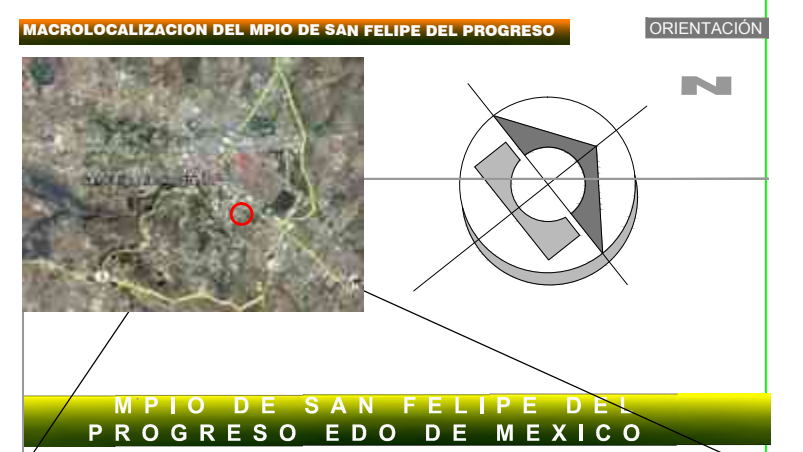 MACROLOCALIZACION DEL MPIO DE SAN FELIPE DEL PROGRESO
ORIENTACIÓN
N
MPIO DE SAN FELIPE DEL
PROGRESO EDO DE MEXICO